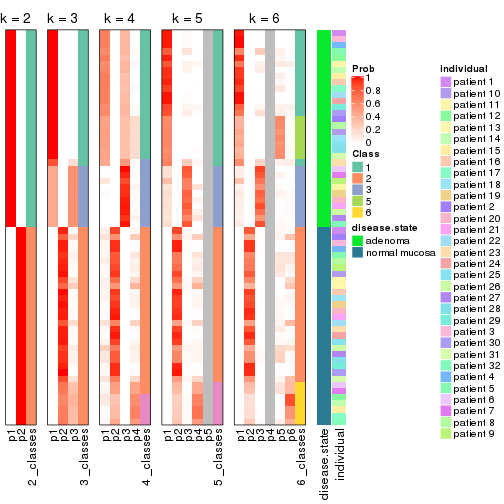 k = 2
k = 3
k = 4
k = 5
k = 6
p1
p2
2_classes
p1
p2
p3
3_classes
p1
p2
p3
p4
4_classes
p1
p2
p3
p4
p5
5_classes
p1
p2
p3
p4
p5
p6
6_classes
disease.state
individual
Prob
1
0.8
0.6
0.4
0.2
0
Class
1
2
3
5
6
disease.state
adenoma
normal mucosa
individual
patient 1
patient 10
patient 11
patient 12
patient 13
patient 14
patient 15
patient 16
patient 17
patient 18
patient 19
patient 2
patient 20
patient 21
patient 22
patient 23
patient 24
patient 25
patient 26
patient 27
patient 28
patient 29
patient 3
patient 30
patient 31
patient 32
patient 4
patient 5
patient 6
patient 7
patient 8
patient 9